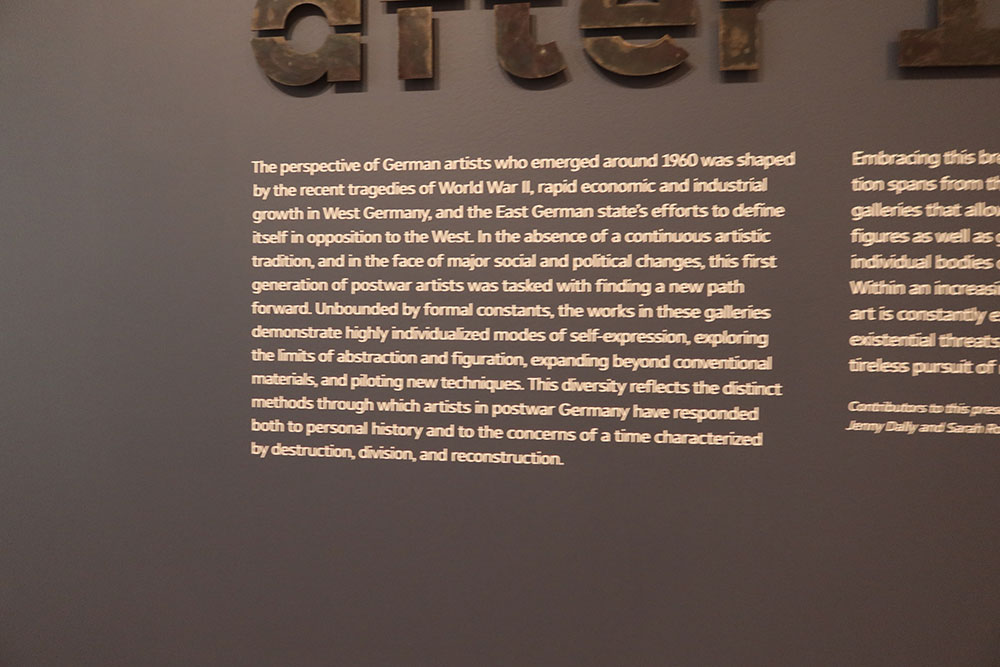 after 1
The perspective of German artists who emerged around 1960 was shaped
by the recent tragedies of World War II, rapid economic and industrial
growth in West Germany, and the East German state's efforts to define
itself in opposition to the West. In the absence of a continuous artistic
tradition, and in the face of major social and political changes, this first
generation of postwar artists was tasked with finding a new path
forward. Unbounded by formal constants, the works in these galleries
demonstrate highly individualized modes of self-expression, exploring
the limits of abstraction and figuration, expanding beyond conventional
materials, and piloting new techniques. This diversity reflects the distinct
methods through which artists in postwar Germany have responded
both to personal history and to the concerns of a time characterized
by destruction, division, and reconstruction.
Embracing this
tion spans from
galleries that
figures as well as
individual bodies
Within an
art is constantly
existential threats
tireless pursuit of
Contributors to this
Jenny Dally and Sarah